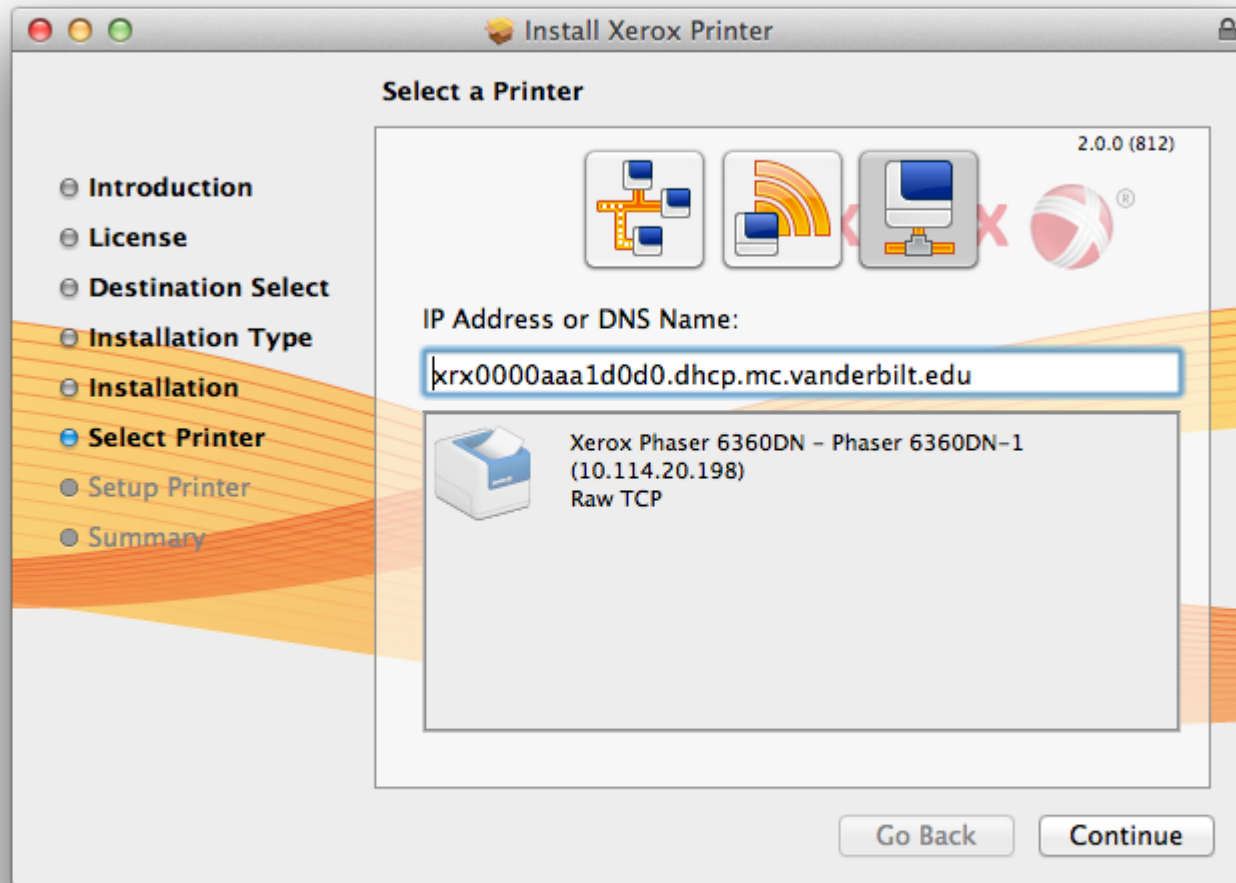 Install Xerox Printer
Select a Printer
Introduction
License
Destination Select
Installation Type
Installation
Select Printer
Setup Printer
Summary
2.0.0 (812)
x x ®
IP Address or DNS Name:
xrx0000aaa1d0d0.dhcp.mc.vanderbilt.edu
Xerox Phaser 6360DN – Phaser 6360DN-1
(10.114.20.198)
Raw TCP
Go Back
Continue